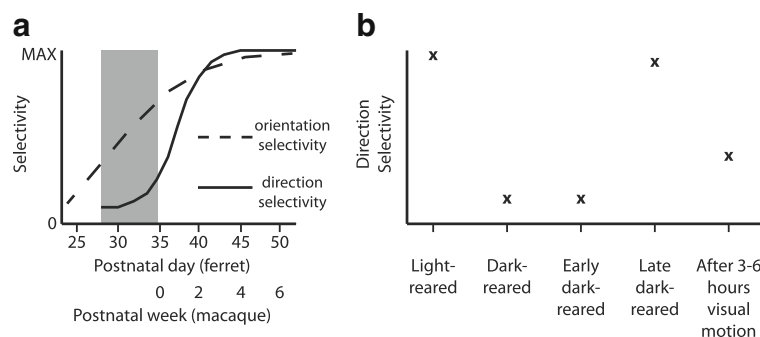 a
MAX
Selectivity
0
orientation
selectivity
direction
selectivity
25 30 35 40 45 50
Postnatal day (ferret)
0 2 4 6
Postnatal week (macaque)
b
Direction
Selectivity
x x x x x
Light-
reared
Dark-
reared
Early
dark-
reared
Late
dark-
reared
After 3-6
hours
visual
motion